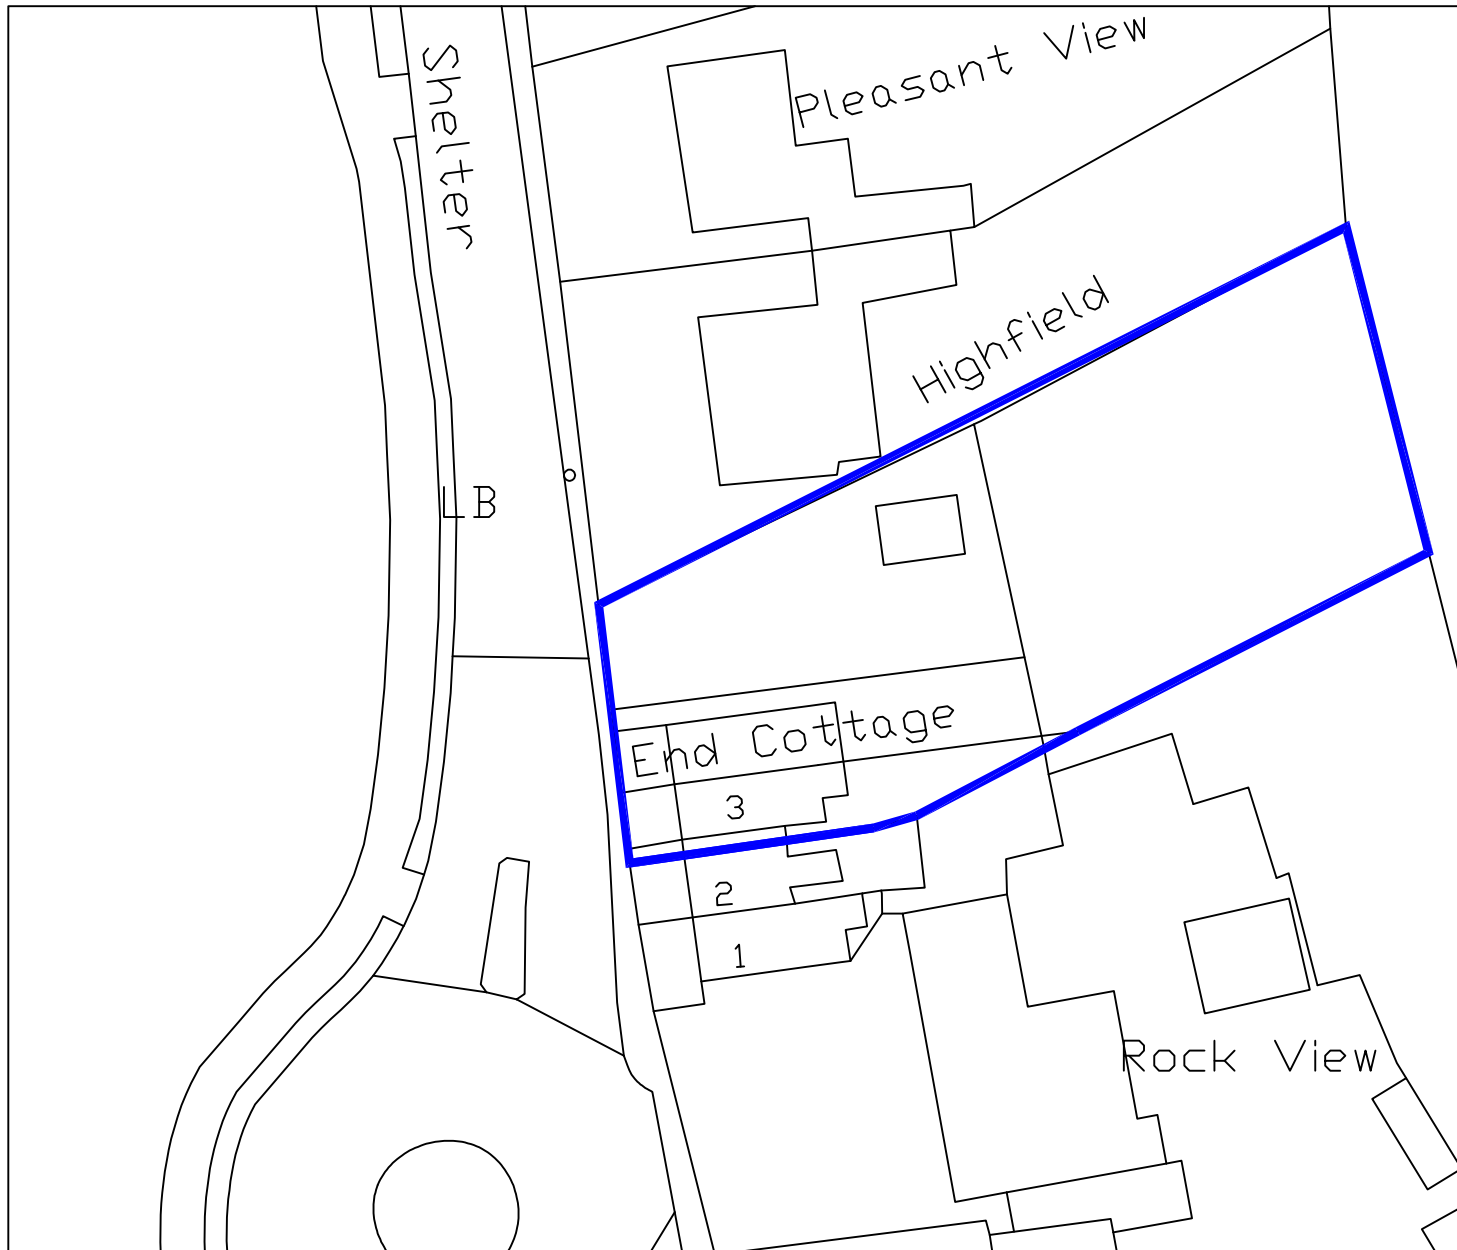 Pleasant View
Shelter
Highfield
LB
End Cottage
3
2
1
Rock View